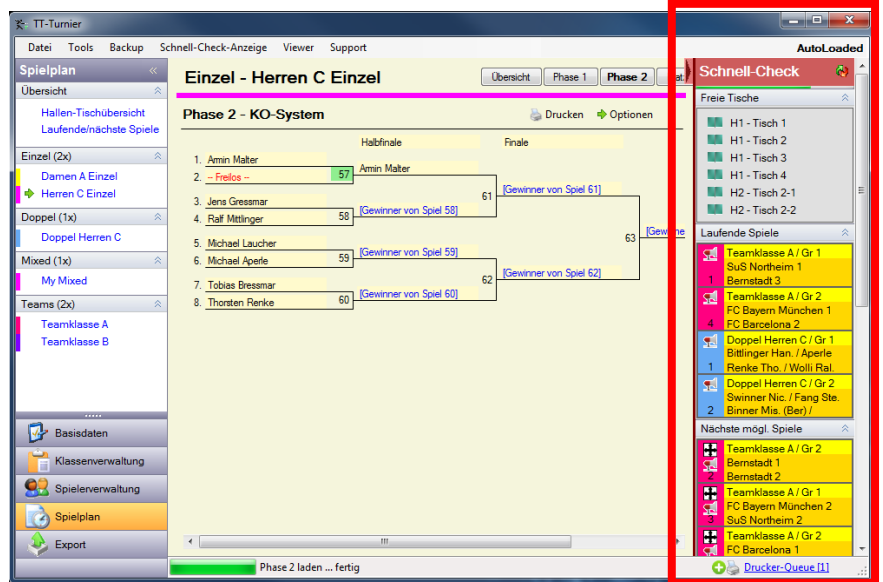 TT-Turnier
Datei Tools Backup Schnell-Check-Anzeige Viewer Support
AutoLoaded
Spielplan
Übersicht
Hallen-Tischübersicht
Laufende/nächste Spiele
Einzel (2x)
Damen A Einzel
Herren C Einzel
Doppel (1x)
Doppel Herren C
Mixed (1x)
My Mixed
Teams (2x)
Teamklasse A
Teamklasse B
Basisdaten
Klassenverwaltung
Spielerverwaltung
Spielplan
Export
Einzel - Herren C Einzel
Übersicht Phase 1 Phase 2
Phase 2 - KO-System
Drucken Optionen
Halbfinale Finale
1. Armin Malter
2. -- Freilos --
57
Armin Malter
3. Jens Gressmar
4. Ralf Mittlinger
58
[Gewinner von Spiel 58]
61
[Gewinner von Spiel 61]
5. Michael Laucher
6. Michael Aperle
59
[Gewinner von Spiel 59]
7. Tobias Bressmar
8. Thorsten Renke
60
[Gewinner von Spiel 60]
62
[Gewinner von Spiel 62]
63
[Gewinne
Phase 2 laden ... fertig
Schnell-Check
Freie Tische
H1 - Tisch 1
H1 - Tisch 2
H1 - Tisch 3
H1 - Tisch 4
H2 - Tisch 2-1
H2 - Tisch 2-2
Laufende Spiele
Teamklasse A / Gr 1
SuS Northeim 1
1 Bernstadt 3
Teamklasse A / Gr 2
FC Bayern München 1
4 FC Barcelona 2
Doppel Herren C / Gr 1
Bittlinger Han. / Aperle
1 Renke Tho. / Wolli Ral.
Doppel Herren C / Gr 2
Swinner Nic. / Fang Ste.
2 Binner Mis. (Ber) /
Nächste mögl. Spiele
Teamklasse A / Gr 2
Bernstadt 1
2 Bernstadt 2
Teamklasse A / Gr 1
FC Bayern München 2
3 SuS Northeim 2
Teamklasse A / Gr 2
FC Barcelona 1
Drucker-Queue [1]